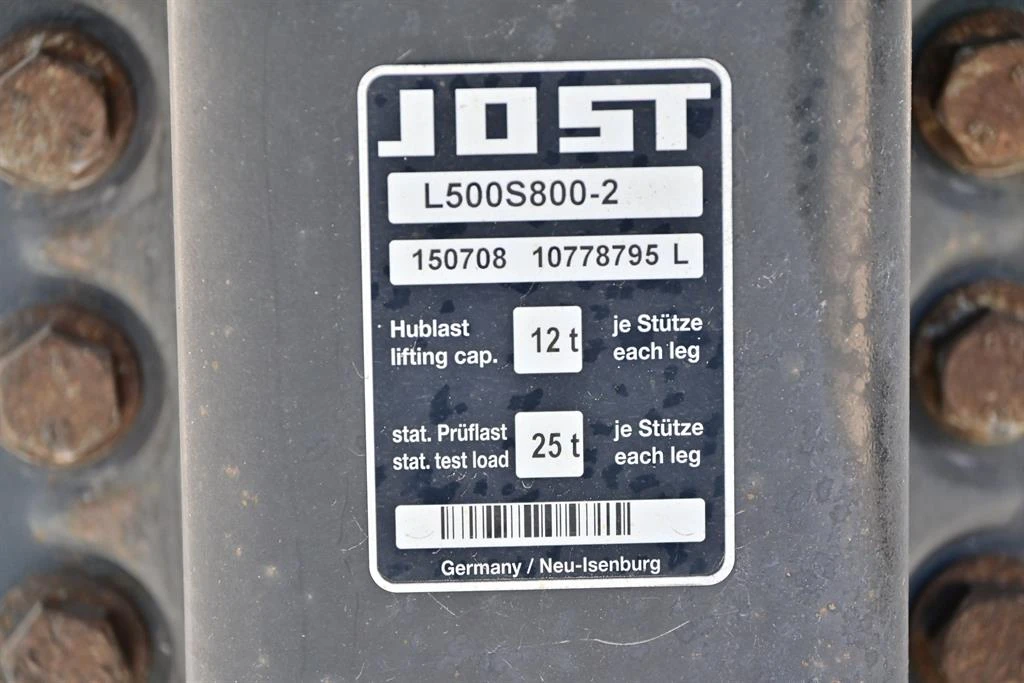 JOST
L500S800-2
150708 10778795 L
Hublast 12 t je Stütze
lifting cap. each leg
stat. Prüflast 25 t je Stütze
stat. test load each leg
Germany / Neu-Isenburg